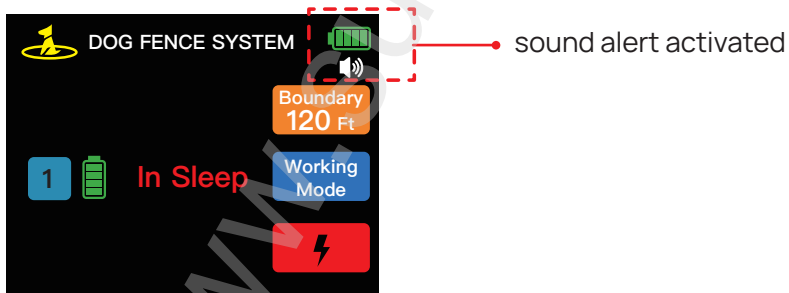 DOG FENCE SYSTEM
sound alert activated
Boundary
120 Ft
1
In Sleep
Working
Mode